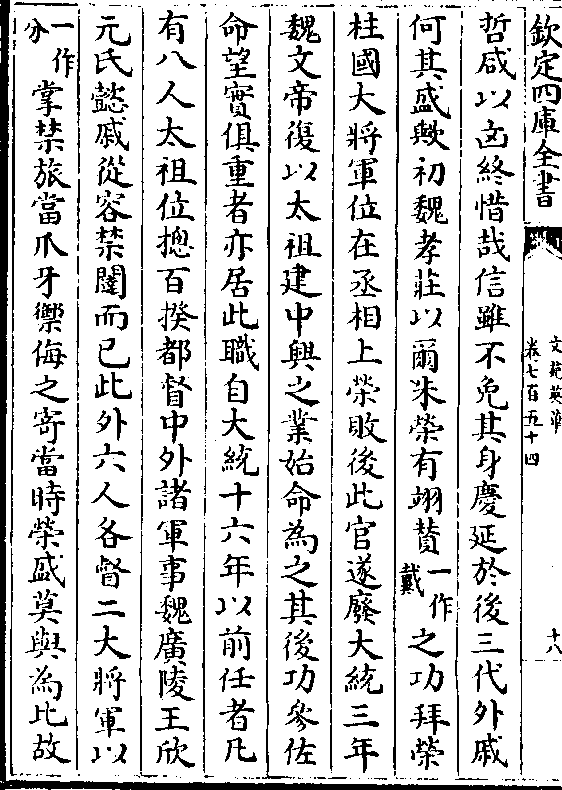 欽定四庫全書
文苑英華
卷七百五十四
十八
哲咸以凶終惜哉信雖不免其身慶延於後三代外戚
何其盛歟初魏孝莊以爾朱榮有翊賛一作戴之功拜榮
柱國大將軍位在丞相上榮敗後此官遂廢大統三年
魏文帝復以太祖建中興之業始命為之其後功參佐
命望實俱重者亦居此職自大統十六年以前任者凡
有八人太祖位揔百揆都督中外諸軍事魏廣陵王欣
元氏懿戚從容禁闥而已此外六人各督二大將軍以
一作分掌禁旅當爪牙禦侮之寄當時榮盛莫與為比故